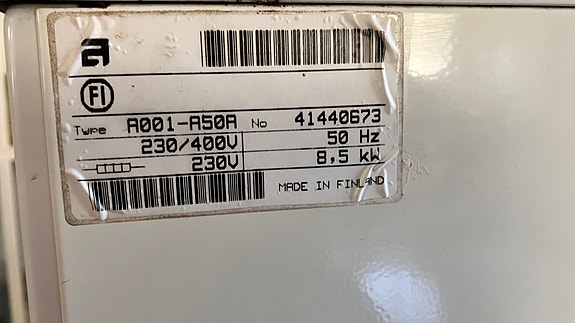 a
FI
Type A001-A50A No 41440673
230/400V 50 Hz
230V 8,5 kW
MADE IN FINLAND